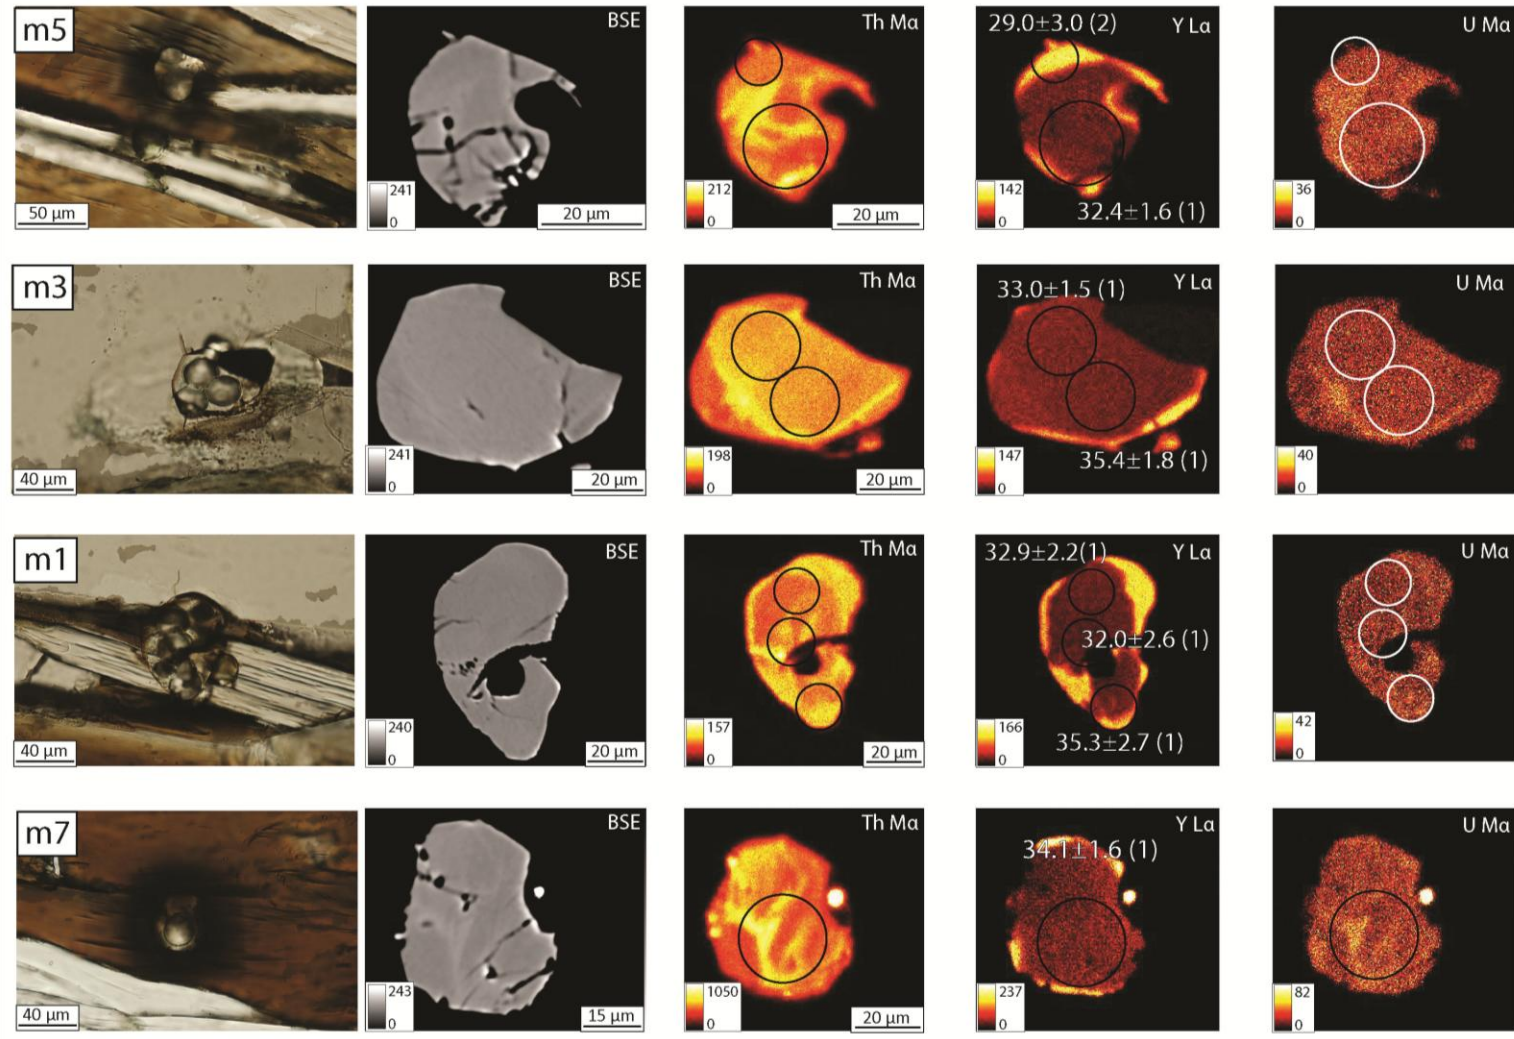 m5
50 µm
BSE
241
0
20 µm
Th Mα
212
0
20 µm
29.0±3.0 (2)
Y Lα
142
0
32.4±1.6 (1)
U Mα
36
0
m3
40 µm
BSE
241
0
20 µm
Th Mα
198
0
20 µm
33.0±1.5 (1)
Y Lα
147
0
35.4±1.8 (1)
U Mα
40
0
m1
40 µm
BSE
240
0
20 µm
Th Mα
157
0
20 µm
32.9±2.2(1)
Y Lα
32.0±2.6 (1)
166
0
35.3±2.7 (1)
U Mα
42
0
m7
40 µm
BSE
243
0
15 µm
Th Mα
1050
0
20 µm
Y Lα
34.1±1.6 (1)
237
0
U Mα
82
0